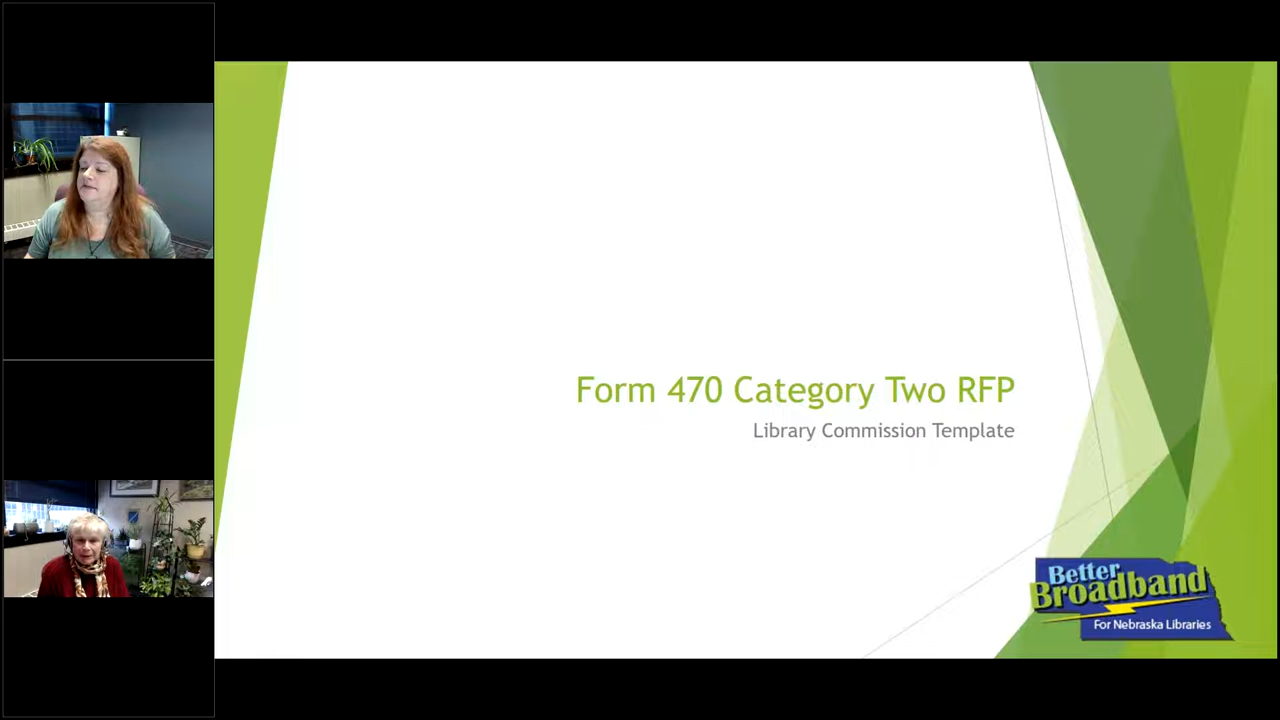 Form 470 Category Two RFP
Library Commission Template
Better
Broadband
For Nebraska Libraries